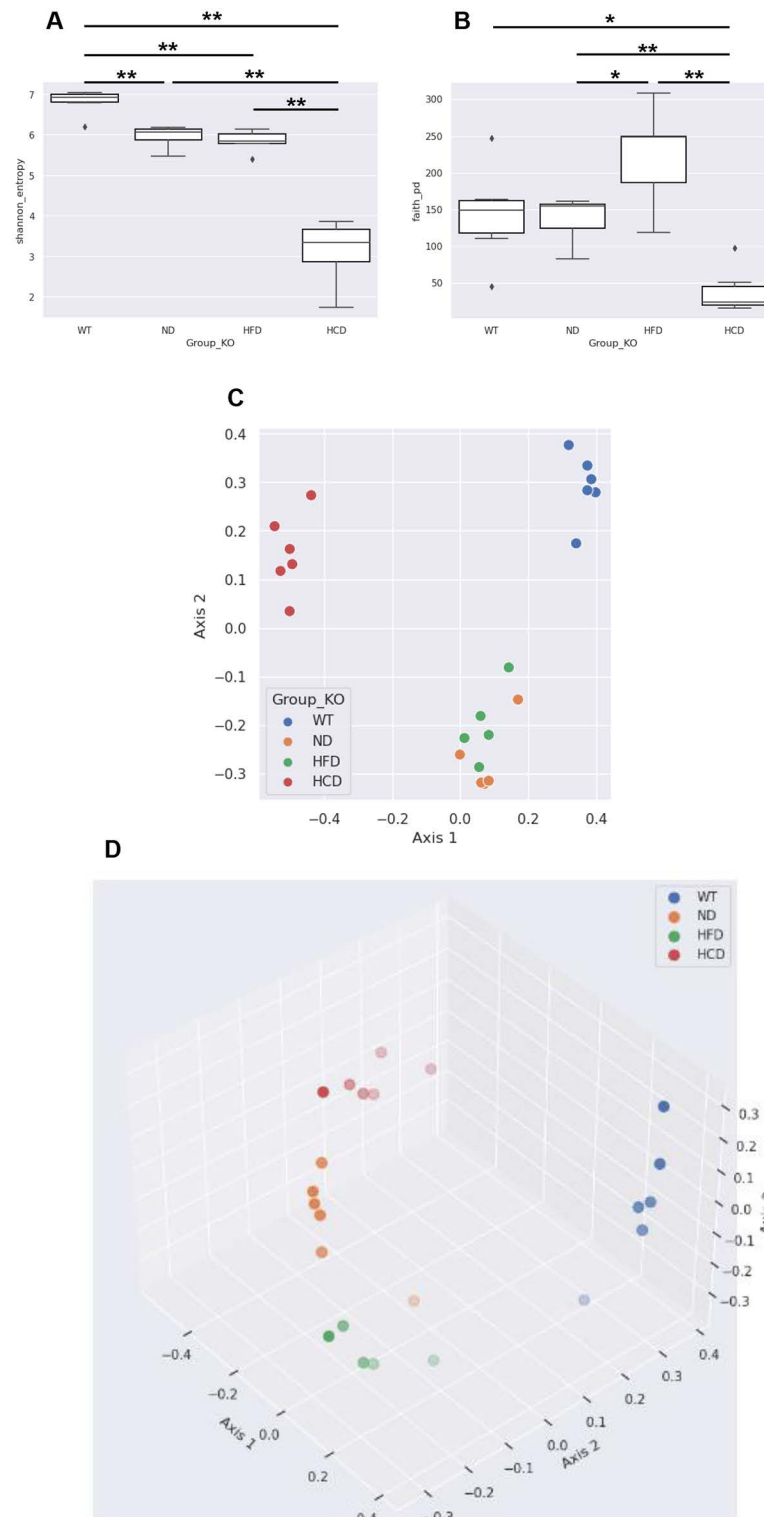 A
**
**
** **
**
shannon_entropy
7
6
5
4
3
2
WT ND HFD HCD
Group_KO
B
*
**
* **
faith_pd
300
250
200
150
100
50
WT ND HFD HCD
Group_KO
C
Axis 2
0.4
0.3
0.2
0.1
0.0
−0.1
−0.2
−0.3
Group_KO
WT
ND
HFD
HCD
−0.4 −0.2 0.0 0.2 0.4
Axis 1
D
WT
ND
HFD
HCD
0.3
0.2
0.1
0.0
−0.1
−0.2
−0.3
−0.4
−0.2
0.0
0.2
Axis 1
0.4
0.3
0.2
0.1
0.0
−0.1
−0.2
Axis 2